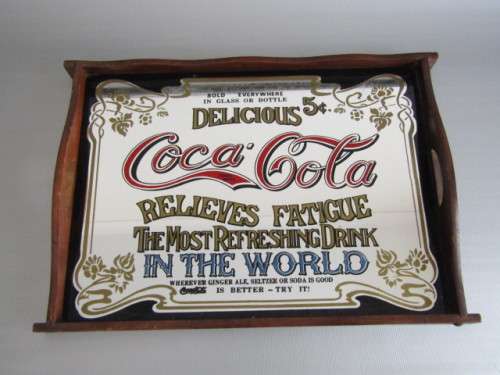 SOLD EVERYWHERE
IN GLASS OR BOTTLE
DELICIOUS 5¢.
Coca-Cola
RELIEVES FATIGUE
THE MOST REFRESHING DRINK
IN THE WORLD
WHEREVER GINGER ALE, SELTZER OR SODA IS GOOD
Coca-Cola IS BETTER – TRY IT!